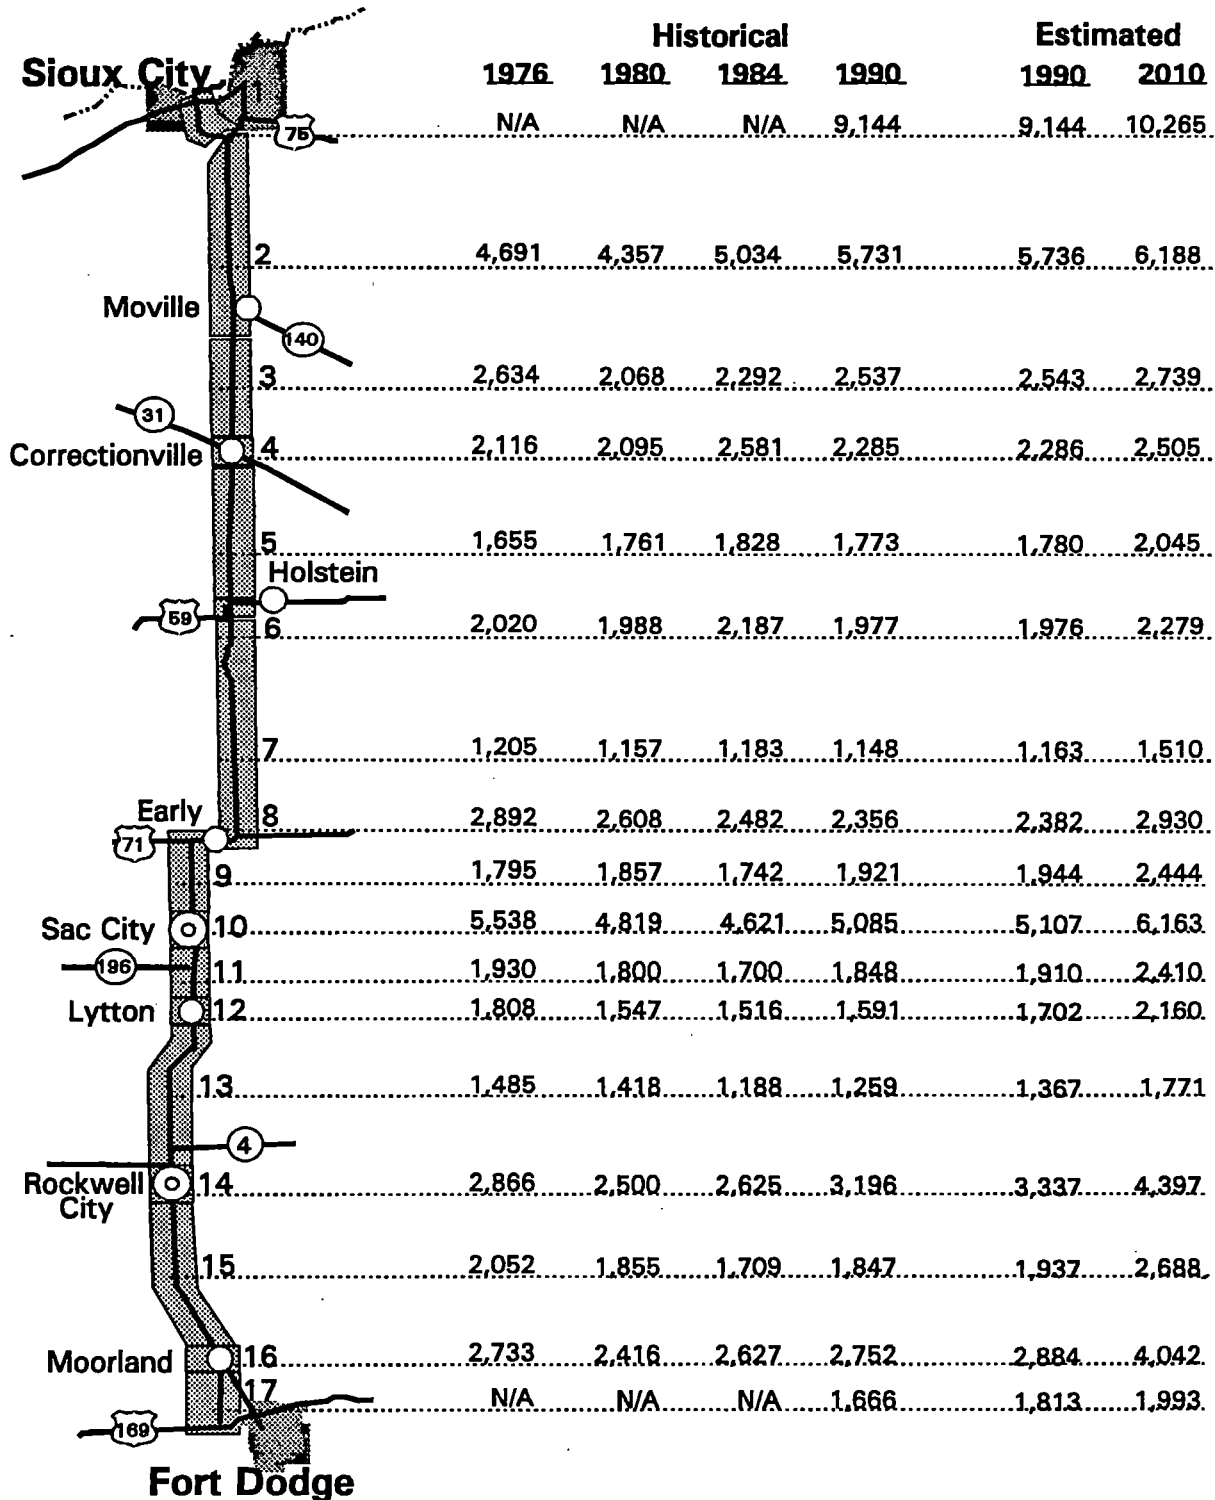 Historical Estimated
Sioux City 1976 1980 1984 1990 1990 2010
1 N/A N/A N/A 9,144 9,144 10,265
75
2 4,691 4,357 5,034 5,731 5,736 6,188
Moville
140
3 2,634 2,068 2,292 2,537 2,543 2,739
31
Correctionville 4 2,116 2,095 2,581 2,285 2,286 2,505
5 1,655 1,761 1,828 1,773 1,780 2,045
Holstein
59
6 2,020 1,988 2,187 1,977 1,976 2,279
7 1,205 1,157 1,183 1,148 1,163 1,510
Early 8 2,892 2,608 2,482 2,356 2,382 2,930
71
9 1,795 1,857 1,742 1,921 1,944 2,444
Sac City 10 5,538 4,819 4,621 5,085 5,107 6,163
196 11 1,930 1,800 1,700 1,848 1,910 2,410
Lytton 12 1,808 1,547 1,516 1,591 1,702 2,160
13 1,485 1,418 1,188 1,259 1,367 1,771
4
Rockwell 14 2,866 2,500 2,625 3,196 3,337 4,397
City
15 2,052 1,855 1,709 1,847 1,937 2,688
Moorland 16 2,733 2,416 2,627 2,752 2,884 4,042
17 N/A N/A N/A 1,666 1,813 1,993
169
Fort Dodge